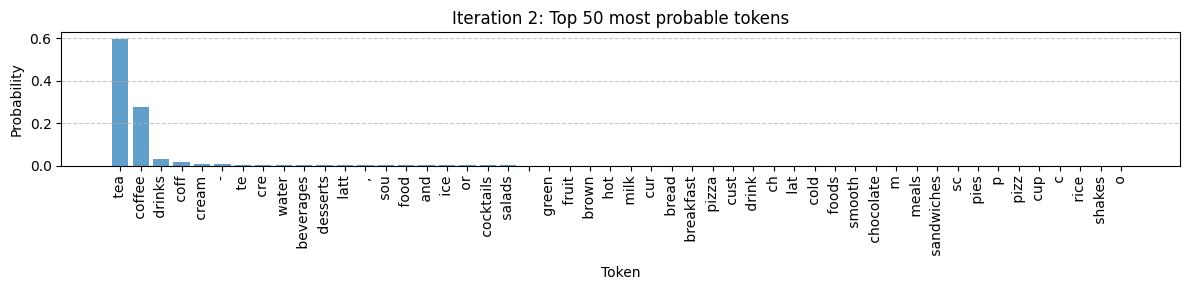 Iteration 2: Top 50 most probable tokens
Probability
0.6
0.4
0.2
0.0
tea
coffee
drinks
coff
cream
-
te
cre
water
beverages
desserts
latt
,
sou
food
and
ice
or
cocktails
salads
green
fruit
brown
hot
milk
cur
bread
breakfast
pizza
cust
drink
ch
lat
cold
foods
smooth
chocolate
m
meals
sandwiches
sc
pies
p
pizz
cup
c
rice
shakes
o
Token